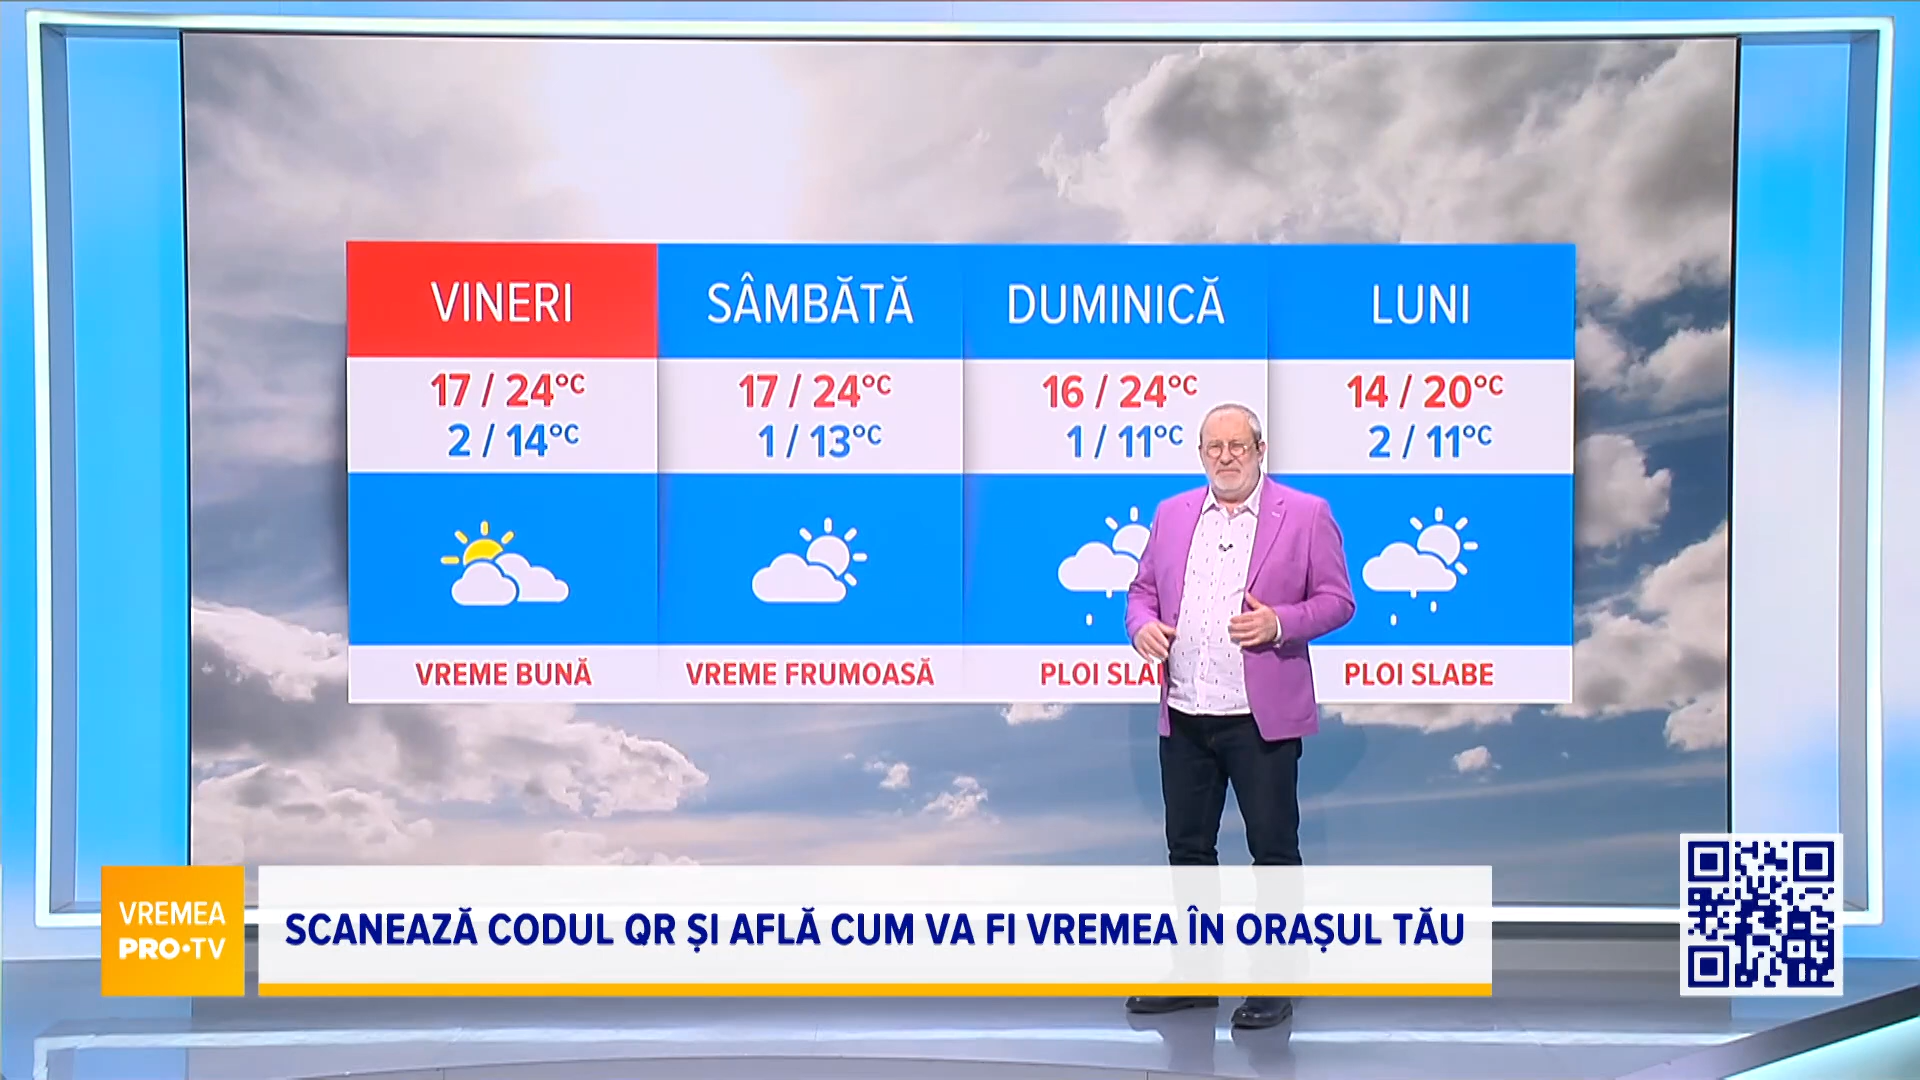 VINERI
SÂMBĂTĂ
DUMINICĂ
LUNI
17 / 24°C
17 / 24°C
16 / 24°C
14 / 20°C
2 / 14°C
1 / 13°C
1 / 11°C
2 / 11°C
VREME BUNĂ
VREME FRUMOASĂ
PLOI
PLOI SLABE
VREMEA
PRO•TV
SCANEAZĂ CODUL QR ȘI AFLĂ CUM VA FI VREMEA ÎN ORAȘUL TĂU